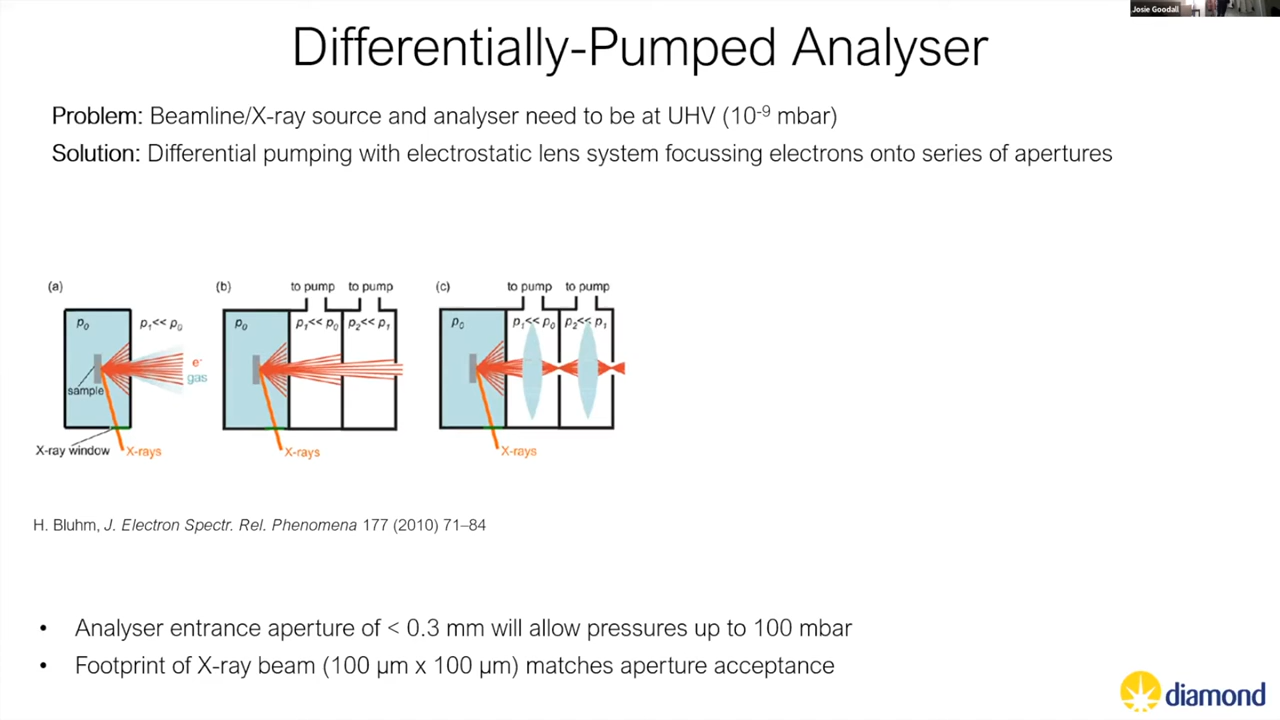 Josie Goodall
Differentially-Pumped Analyser
Problem: Beamline/X-ray source and analyser need to be at UHV (10⁻⁹ mbar)
Solution: Differential pumping with electrostatic lens system focussing electrons onto series of apertures
(a)
p₀
p₁<< p₀
sample
e⁻
gas
X-ray window
X-rays
(b)
to pump
to pump
p₀
p₁<< p₀
p₂<< p₁
X-rays
(c)
to pump
to pump
p₀
p₁<< p₀
p₂<< p₁
X-rays
H. Bluhm, J. Electron Spectr. Rel. Phenomena 177 (2010) 71–84
• Analyser entrance aperture of < 0.3 mm will allow pressures up to 100 mbar
• Footprint of X-ray beam (100 µm x 100 µm) matches aperture acceptance
diamond